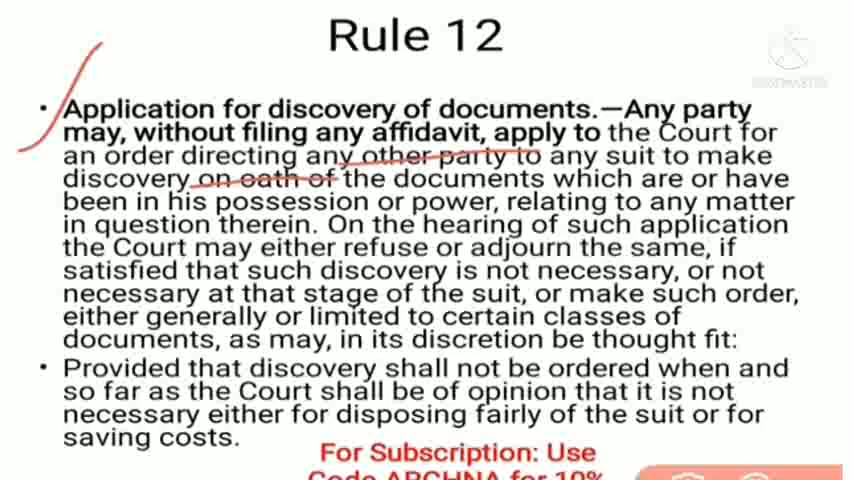 Rule 12
• Application for discovery of documents.—Any party
may, without filing any affidavit, apply to the Court for
an order directing any other party to any suit to make
discovery on oath of the documents which are or have
been in his possession or power, relating to any matter
in question therein. On the hearing of such application
the Court may either refuse or adjourn the same, if
satisfied that such discovery is not necessary, or not
necessary at that stage of the suit, or make such order,
either generally or limited to certain classes of
documents, as may, in its discretion be thought fit:
• Provided that discovery shall not be ordered when and
so far as the Court shall be of opinion that it is not
necessary either for disposing fairly of the suit or for
saving costs.
For Subscription: Use
Code ARCHNA for 10%